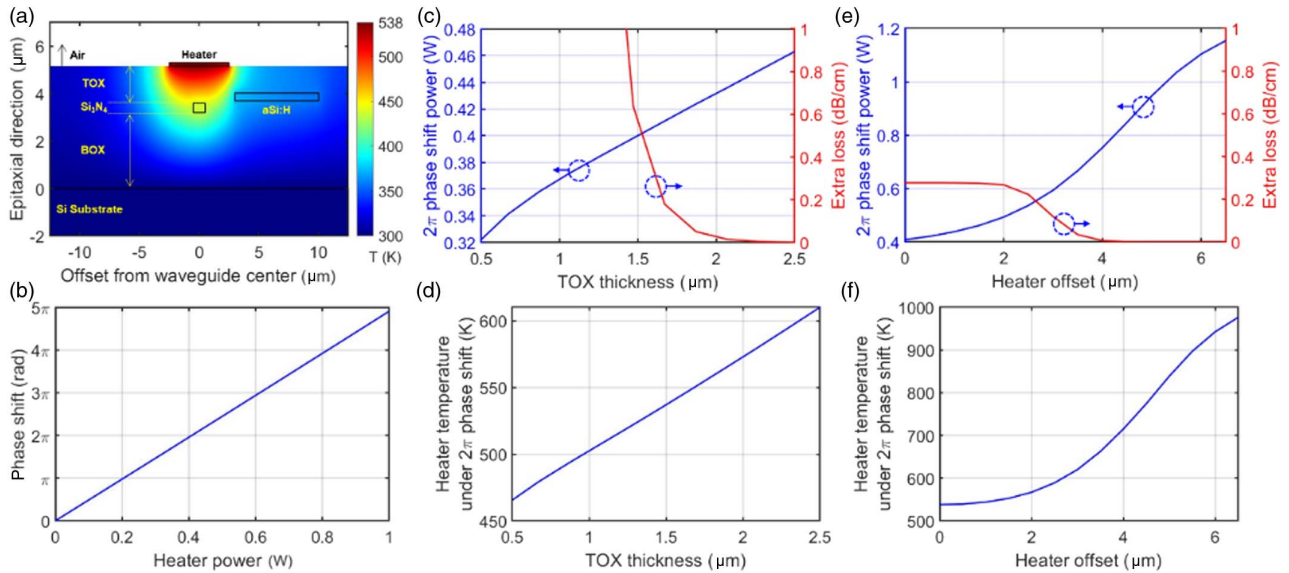 (a)
538
500
450
400
350
300
T (K)
Epitaxial direction (μm)
6
4
2
0
-2
Air
Heater
TOX
Si3N4
aSi:H
BOX
Si Substrate
-10
-5
0
5
10
Offset from waveguide center (μm)
(c)
2π phase shift power (W)
0.48
0.46
0.44
0.42
0.4
0.38
0.36
0.34
0.32
0.5
1
1.5
2
2.5
TOX thickness (μm)
1
0.8
0.6
0.4
0.2
0
Extra loss (dB/cm)
(e)
2π phase shift power (W)
1.2
1
0.8
0.6
0.4
0
2
4
6
Heater offset (μm)
1
0.8
0.6
0.4
0.2
0
Extra loss (dB/cm)
(b)
Phase shift (rad)
5π
4π
3π
2π
π
0
0
0.2
0.4
0.6
0.8
1
Heater power (W)
(d)
Heater temperature
under 2π phase shift (K)
600
550
500
450
0.5
1
1.5
2
2.5
TOX thickness (μm)
(f)
Heater temperature
under 2π phase shift (K)
1000
900
800
700
600
500
0
2
4
6
Heater offset (μm)